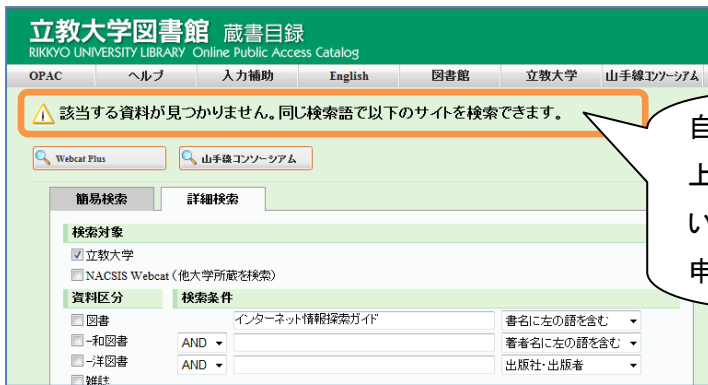 立教大学図書館 蔵書目録
RIKKYO UNIVERSITY LIBRARY Online Public Access Catalog
OPAC ヘルプ 入力補助 English 図書館 立教大学 山手線コンソーシアム
該当する資料が見つかりません。同じ検索語で以下のサイトを検索できます。
Webcat Plus 山手線コンソーシアム
簡易検索 詳細検索
検索対象
立教大学
NACSIS Webcat(他大学所蔵を検索)
資料区分 検索条件
図書 インターネット情報探索ガイド 書名に左の語を含む
-和図書 AND 著者名に左の語を含む
-洋図書 AND 出版社・出版者
雑誌
自
上
い
申